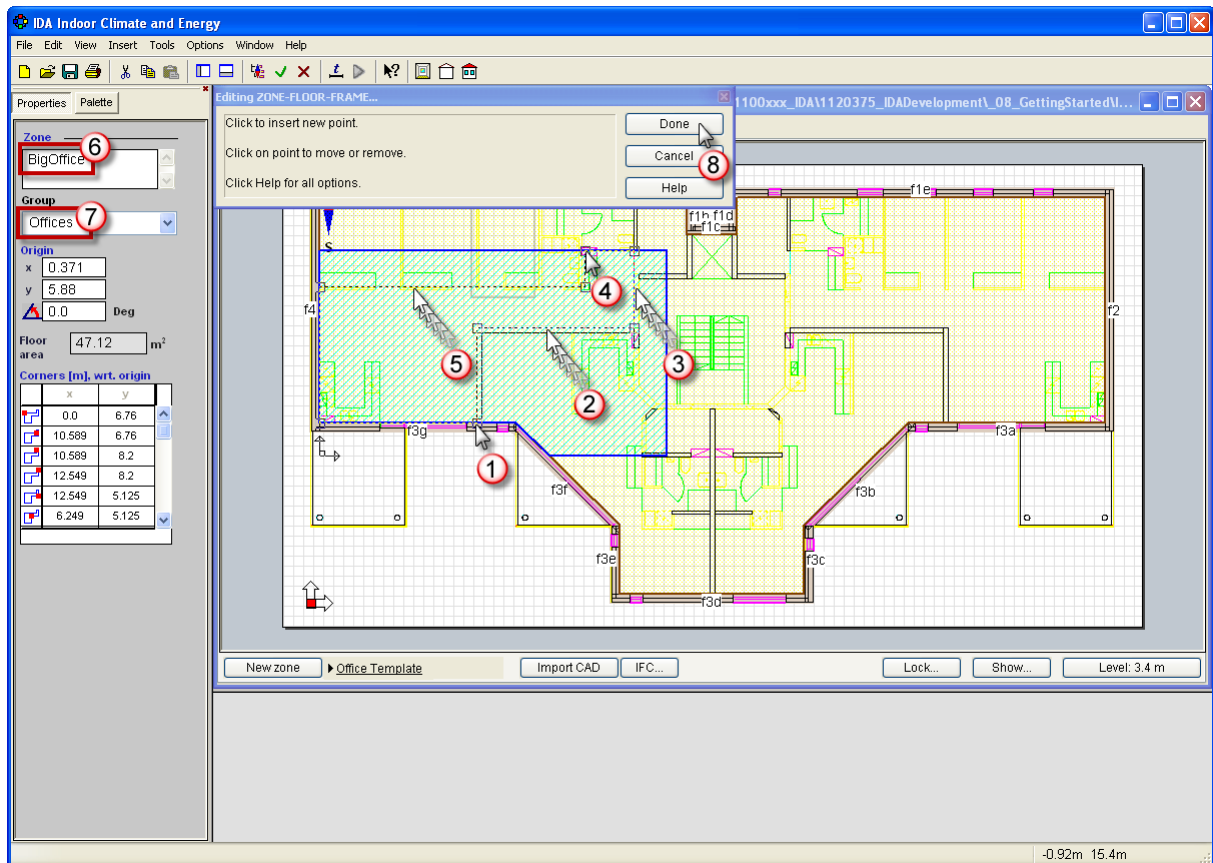 IDA Indoor Climate and Energy
File Edit View Insert Tools Options Window Help
Properties Palette
Zone
BigOffice
6
Group
Offices
7
Origin
x 0.371
y 5.88
0.0 Deg
Floor area 47.12 m²
Corners [m], wrt. origin
x y
0.0 6.76
10.589 6.76
10.589 8.2
12.549 8.2
12.549 5.125
6.249 5.125
Editing ZONE-FLOOR-FRAME...
Click to insert new point.
Click on point to move or remove.
Click Help for all options.
Done
Cancel
Help
8
1100xxx_IDA\1120375_IDADevelopment\_08_GettingStarted\I...
f1e
f1h f1d
f1c
S
f4
f2
4
5
3
2
1
f3g
f3a
f3f
f3b
f3e
f3c
f3d
New zone
Office Template
Import CAD
IFC...
Lock...
Show...
Level: 3.4 m
-0.92m 15.4m